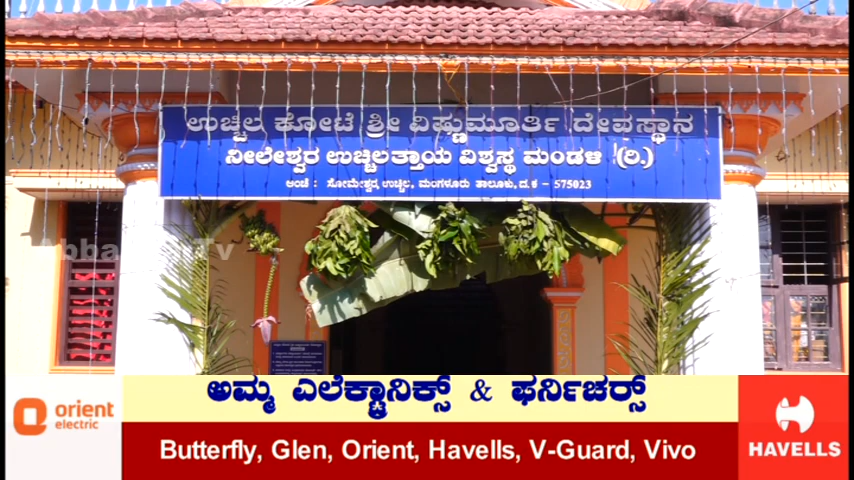 ಉಚ್ಚಿಲ ಕೋಟೆ ಶ್ರೀ ವಿಷ್ಣುಮೂರ್ತಿ ದೇವಸ್ಥಾನ
ನೀಲೇಶ್ವರ ಉಚ್ಚಿಲತ್ತಾಯ ವಿಶ್ವಸ್ಥ ಮಂಡಳಿ (ರಿ.)
ಅಂಚೆ : ಸೋಮೇಶ್ವರ ಉಚ್ಚಿಲ, ಮಂಗಳೂರು ತಾಲೂಕು, ದ.ಕ - 575023
Tv
ಅಮ್ಮ ಎಲೆಕ್ಟ್ರಾನಿಕ್ಸ್ & ಫರ್ನಿಚರ್ಸ್
orient
electric
Butterfly, Glen, Orient, Havells, V-Guard, Vivo
HAVELLS